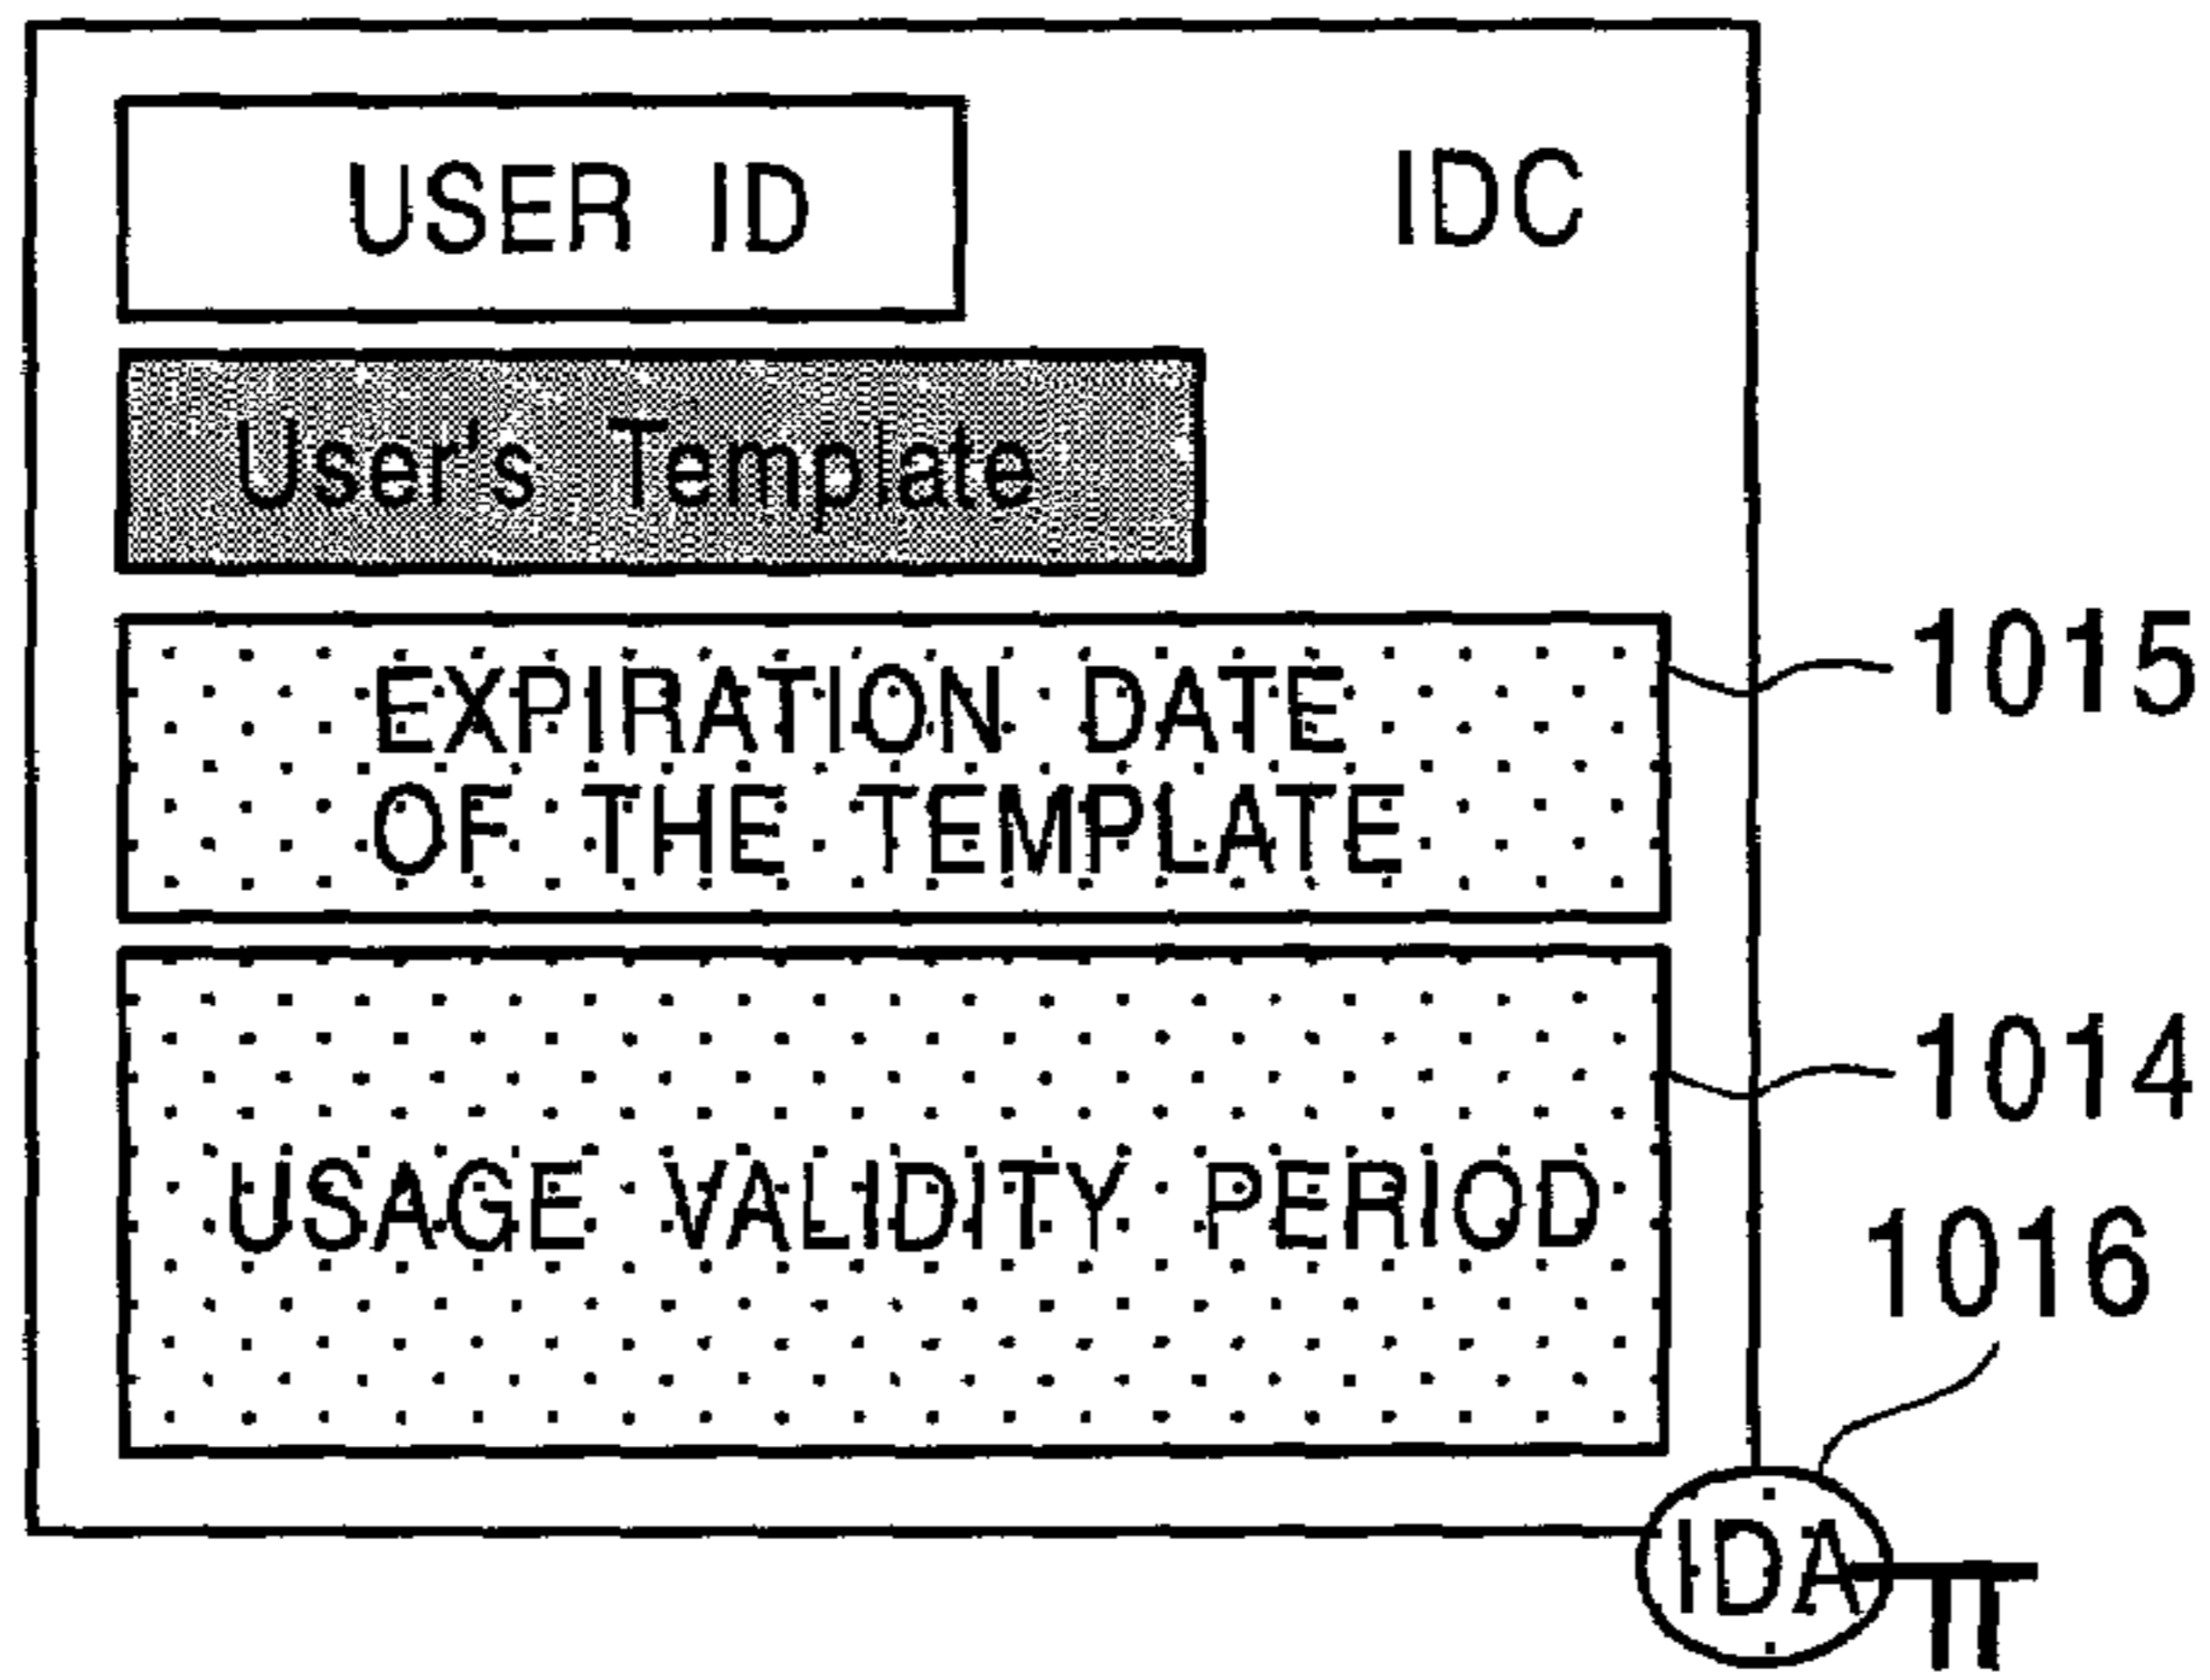 USER ID
IDC
User's Template
EXPIRATION DATE
OF THE TEMPLATE
1015
USAGE VALIDITY PERIOD
1014
1016
IDA